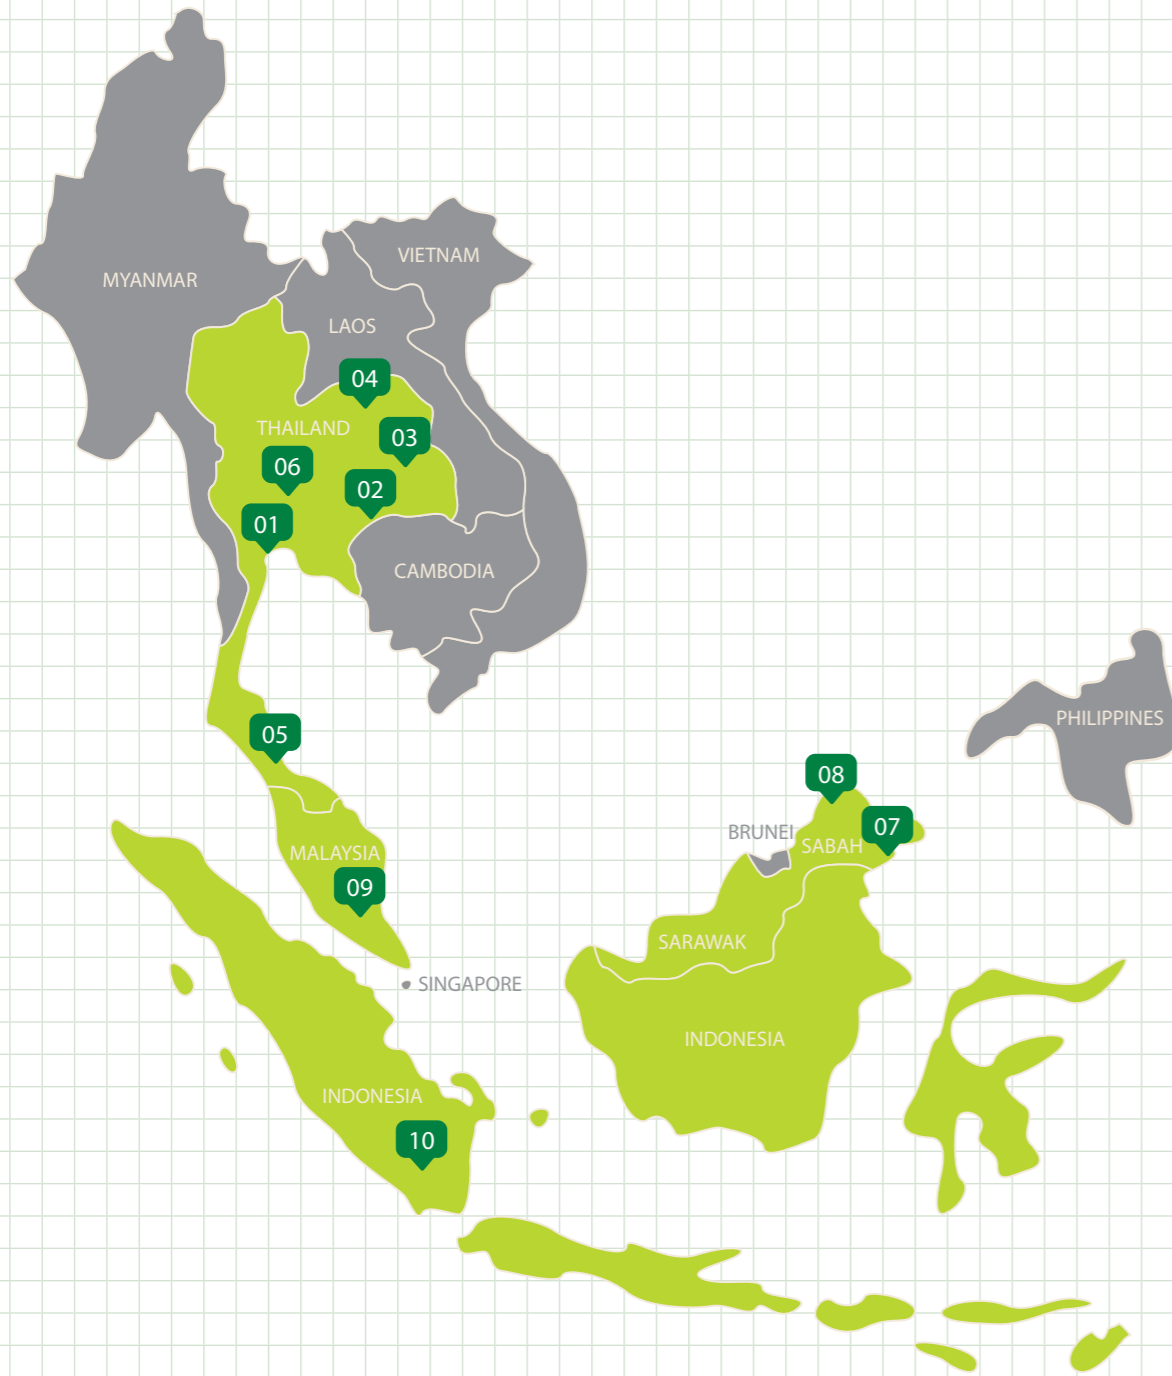 VIETNAM
MYANMAR
LAOS
04
THAILAND
03
06
02
01
CAMBODIA
PHILIPPINES
05
08
07
BRUNEI
SABAH
MALAYSIA
09
SARAWAK
SINGAPORE
INDONESIA
INDONESIA
10